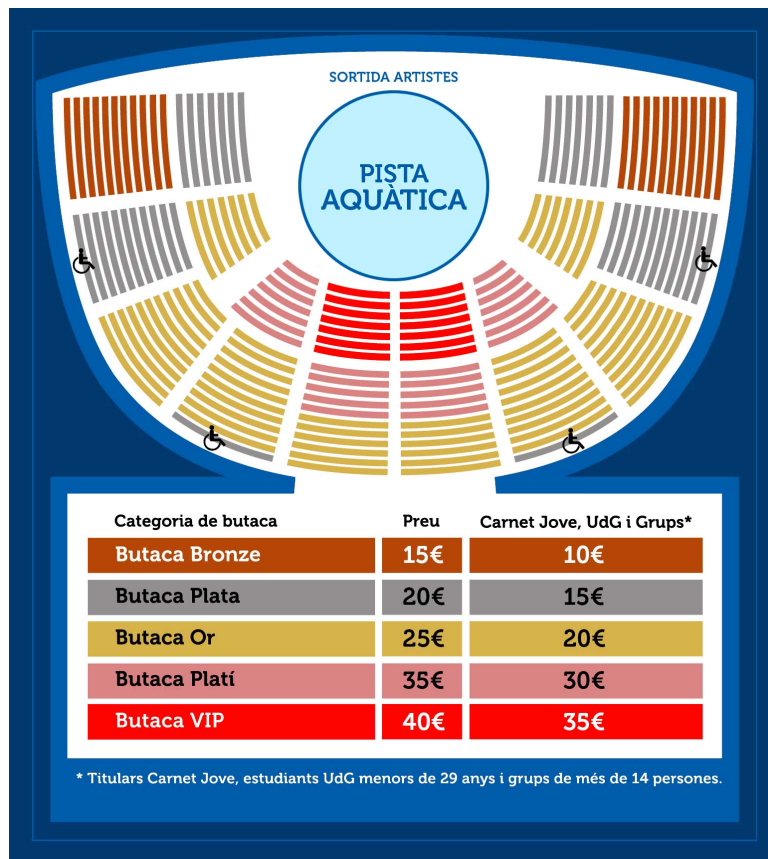 SORTIDA ARTISTES
PISTA
AQUÀTICA
Categoria de butaca Preu Carnet Jove, UdG i Grups*
Butaca Bronze 15€ 10€
Butaca Plata 20€ 15€
Butaca Or 25€ 20€
Butaca Platí 35€ 30€
Butaca VIP 40€ 35€
* Titulars Carnet Jove, estudiants UdG menors de 29 anys i grups de més de 14 persones.